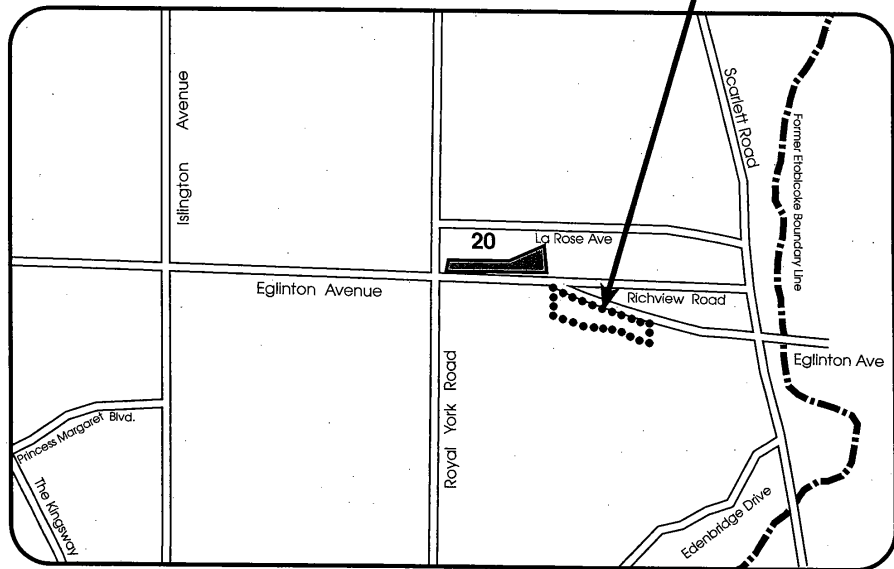 Islington Avenue
Scarlett Road
Former Etobicoke Boundary Line
20
La Rose Ave
Eglinton Avenue
Richview Road
Eglinton Ave
Royal York Road
Princess Margaret Blvd.
The Kingsway
Edenbridge Drive